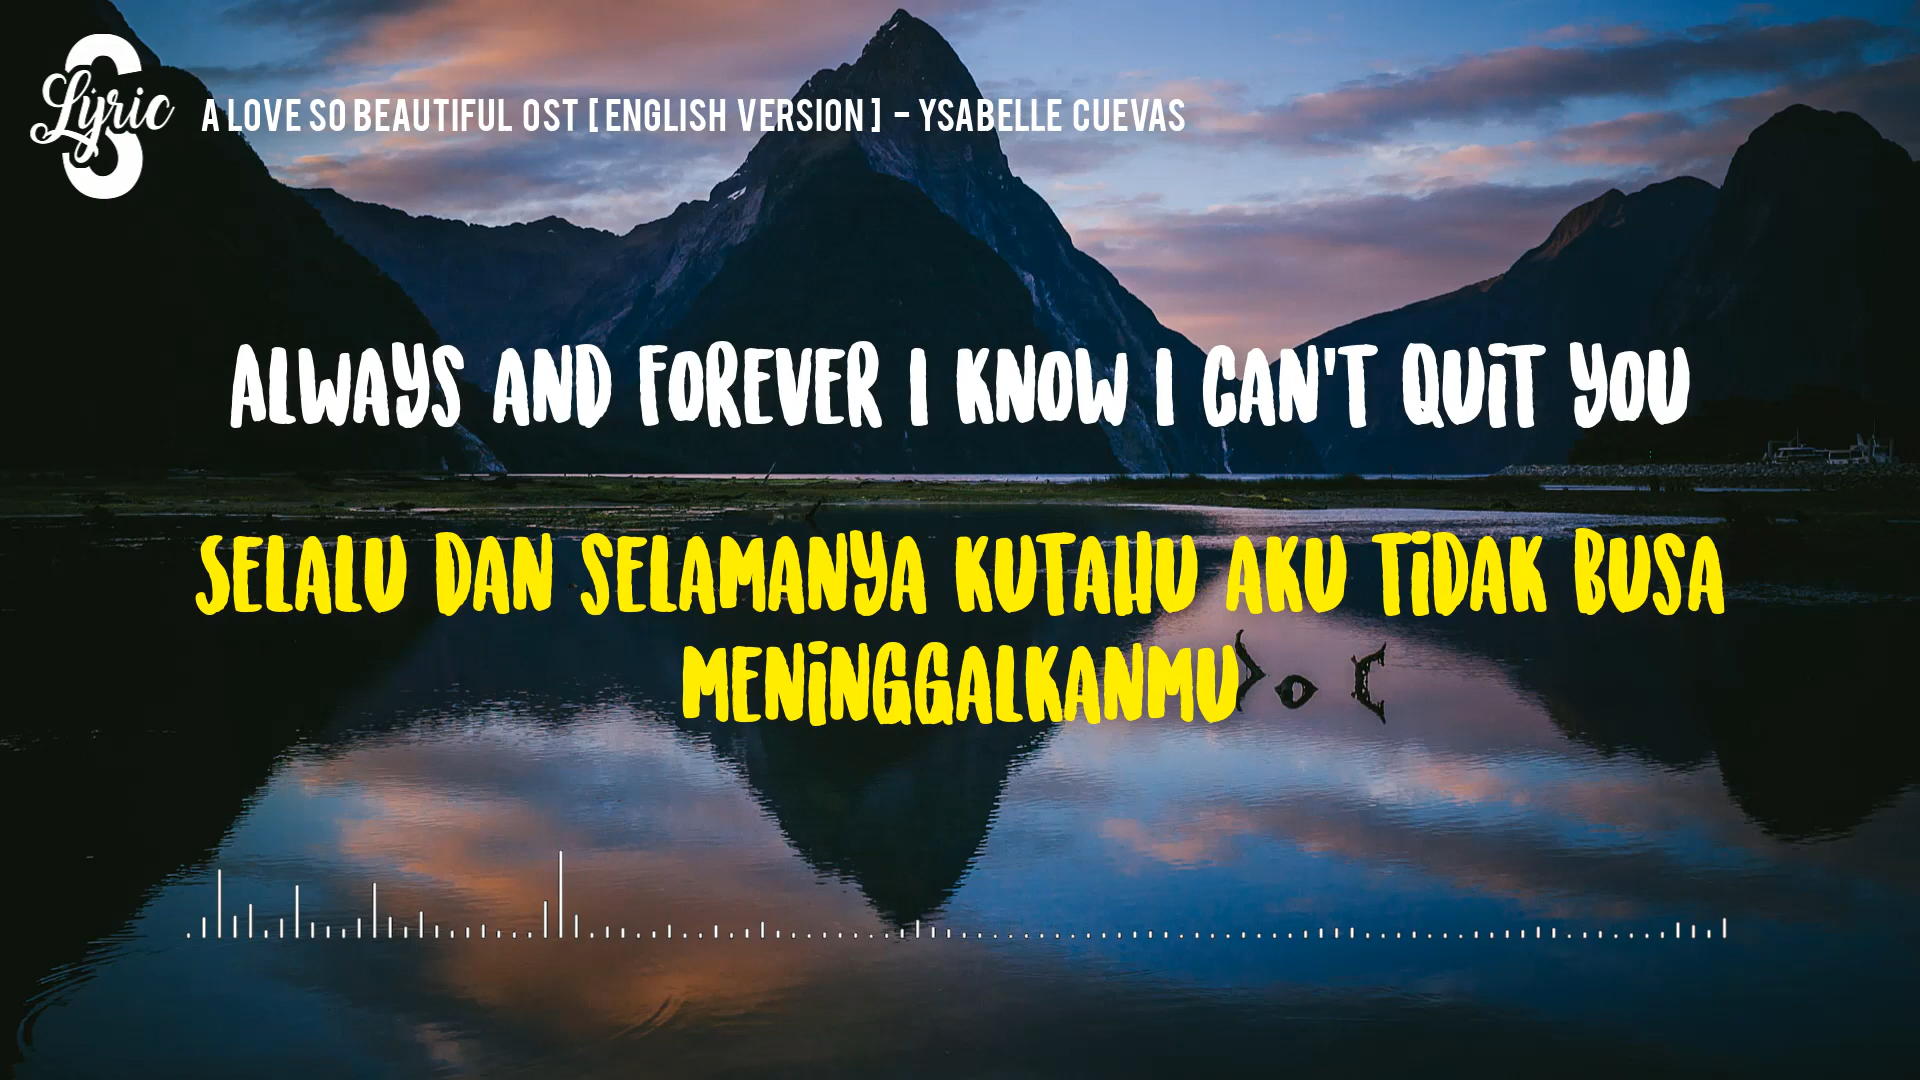 S
Lyric
A LOVE SO BEAUTIFUL OST [ENGLISH VERSION] - YSABELLE CUEVAS
ALWAYS AND FOREVER I KNOW I CAN'T QUIT YOU
SELALU DAN SELAMANYA KUTAHU AKU TIDAK BUSA
MENINGGALKANMU